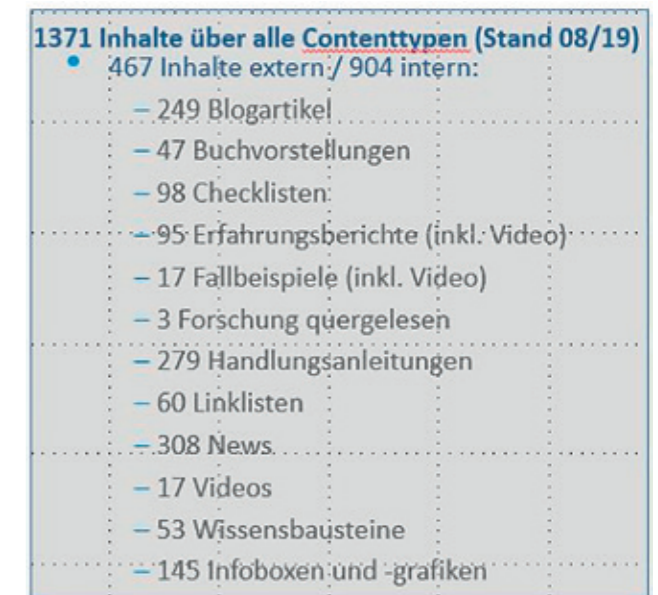 1371 Inhalte über alle Contenttypen (Stand 08/19)
• 467 Inhalte extern / 904 intern:
– 249 Blogartikel
– 47 Buchvorstellungen
– 98 Checklisten
– 95 Erfahrungsberichte (inkl. Video)
– 17 Fallbeispiele (inkl. Video)
– 3 Forschung quergelesen
– 279 Handlungsanleitungen
– 60 Linklisten
– 308 News
– 17 Videos
– 53 Wissensbausteine
– 145 Infoboxen und -grafiken